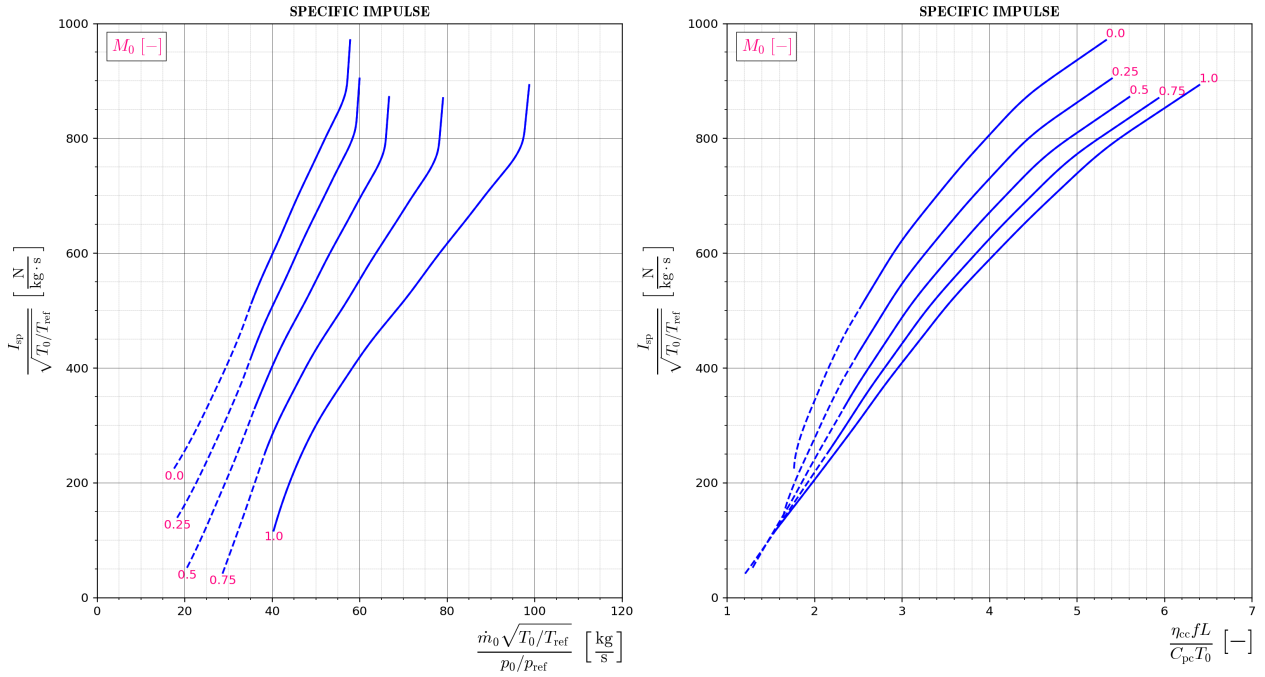 SPECIFIC IMPULSE
M₀ [−]
1000
800
600
400
200
0
I_sp / √(T₀/T_ref) [N / kg·s]
0.0
0.25
0.5
0.75
1.0
0 20 40 60 80 100 120
ṁ₀√(T₀/T_ref) / (p₀/p_ref) [kg/s]
SPECIFIC IMPULSE
M₀ [−]
1000
800
600
400
200
0
I_sp / √(T₀/T_ref) [N / kg·s]
0.0
0.25
0.5
0.75
1.0
1 2 3 4 5 6 7
η_cc f L / (C_pc T₀) [−]